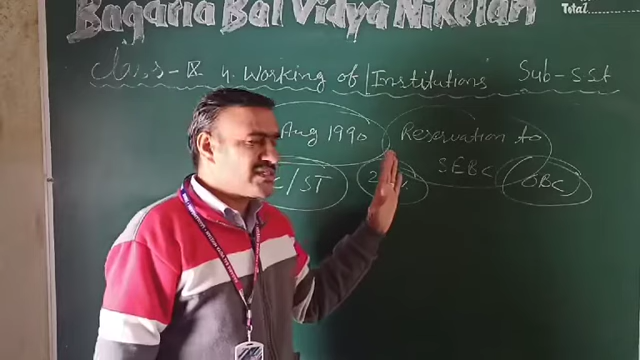 Bagaria Bal Vidya Niketan
Total
Class-IX 4. Working of Institutions Sub-SSt
Aug 1990 Reservation to
SEBC OBC
/ST